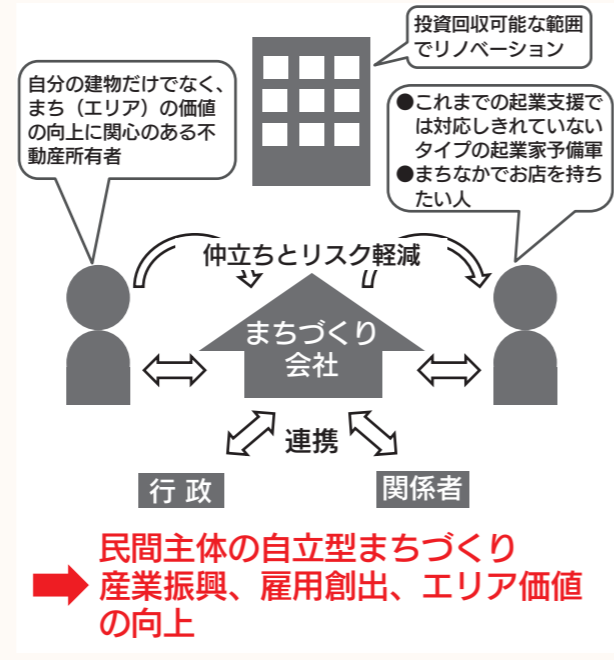 投資回収可能な範囲
でリノベーション
自分の建物だけでなく、
まち（エリア）の価値
の向上に関心のある不
動産所有者
●これまでの起業支援で
は対応しきれていない
タイプの起業家予備軍
●まちなかでお店を持ち
たい人
仲立ちとリスク軽減
まちづくり
会社
連携
行 政
関係者
民間主体の自立型まちづくり
産業振興、雇用創出、エリア価値
の向上